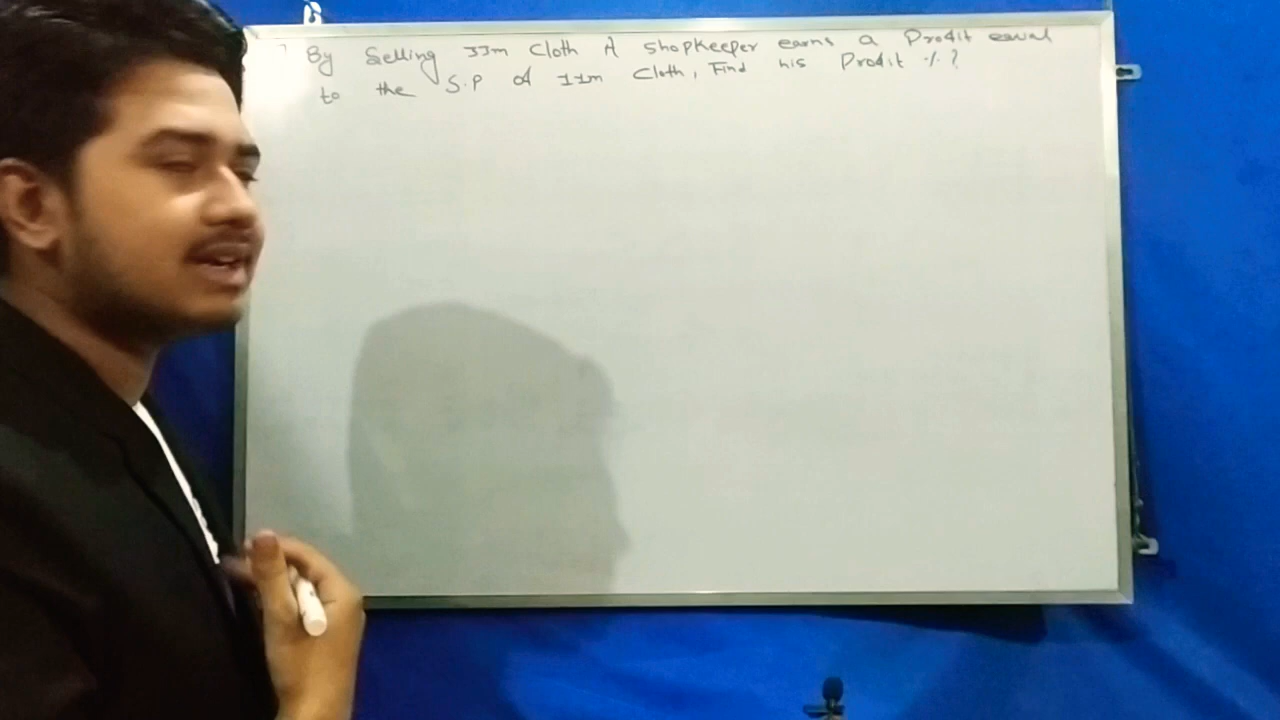 By Selling 33m Cloth A shopkeeper earns a Profit equal
to the S.P of 11m Cloth, Find his Profit %?